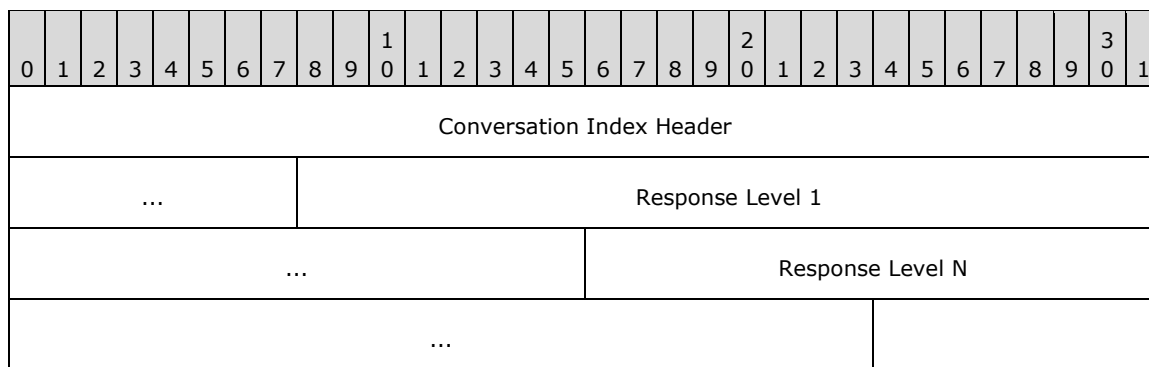 1 2 3
0 1 2 3 4 5 6 7 8 9 0 1 2 3 4 5 6 7 8 9 0 1 2 3 4 5 6 7 8 9 0 1
Conversation Index Header
... Response Level 1
... Response Level N
...